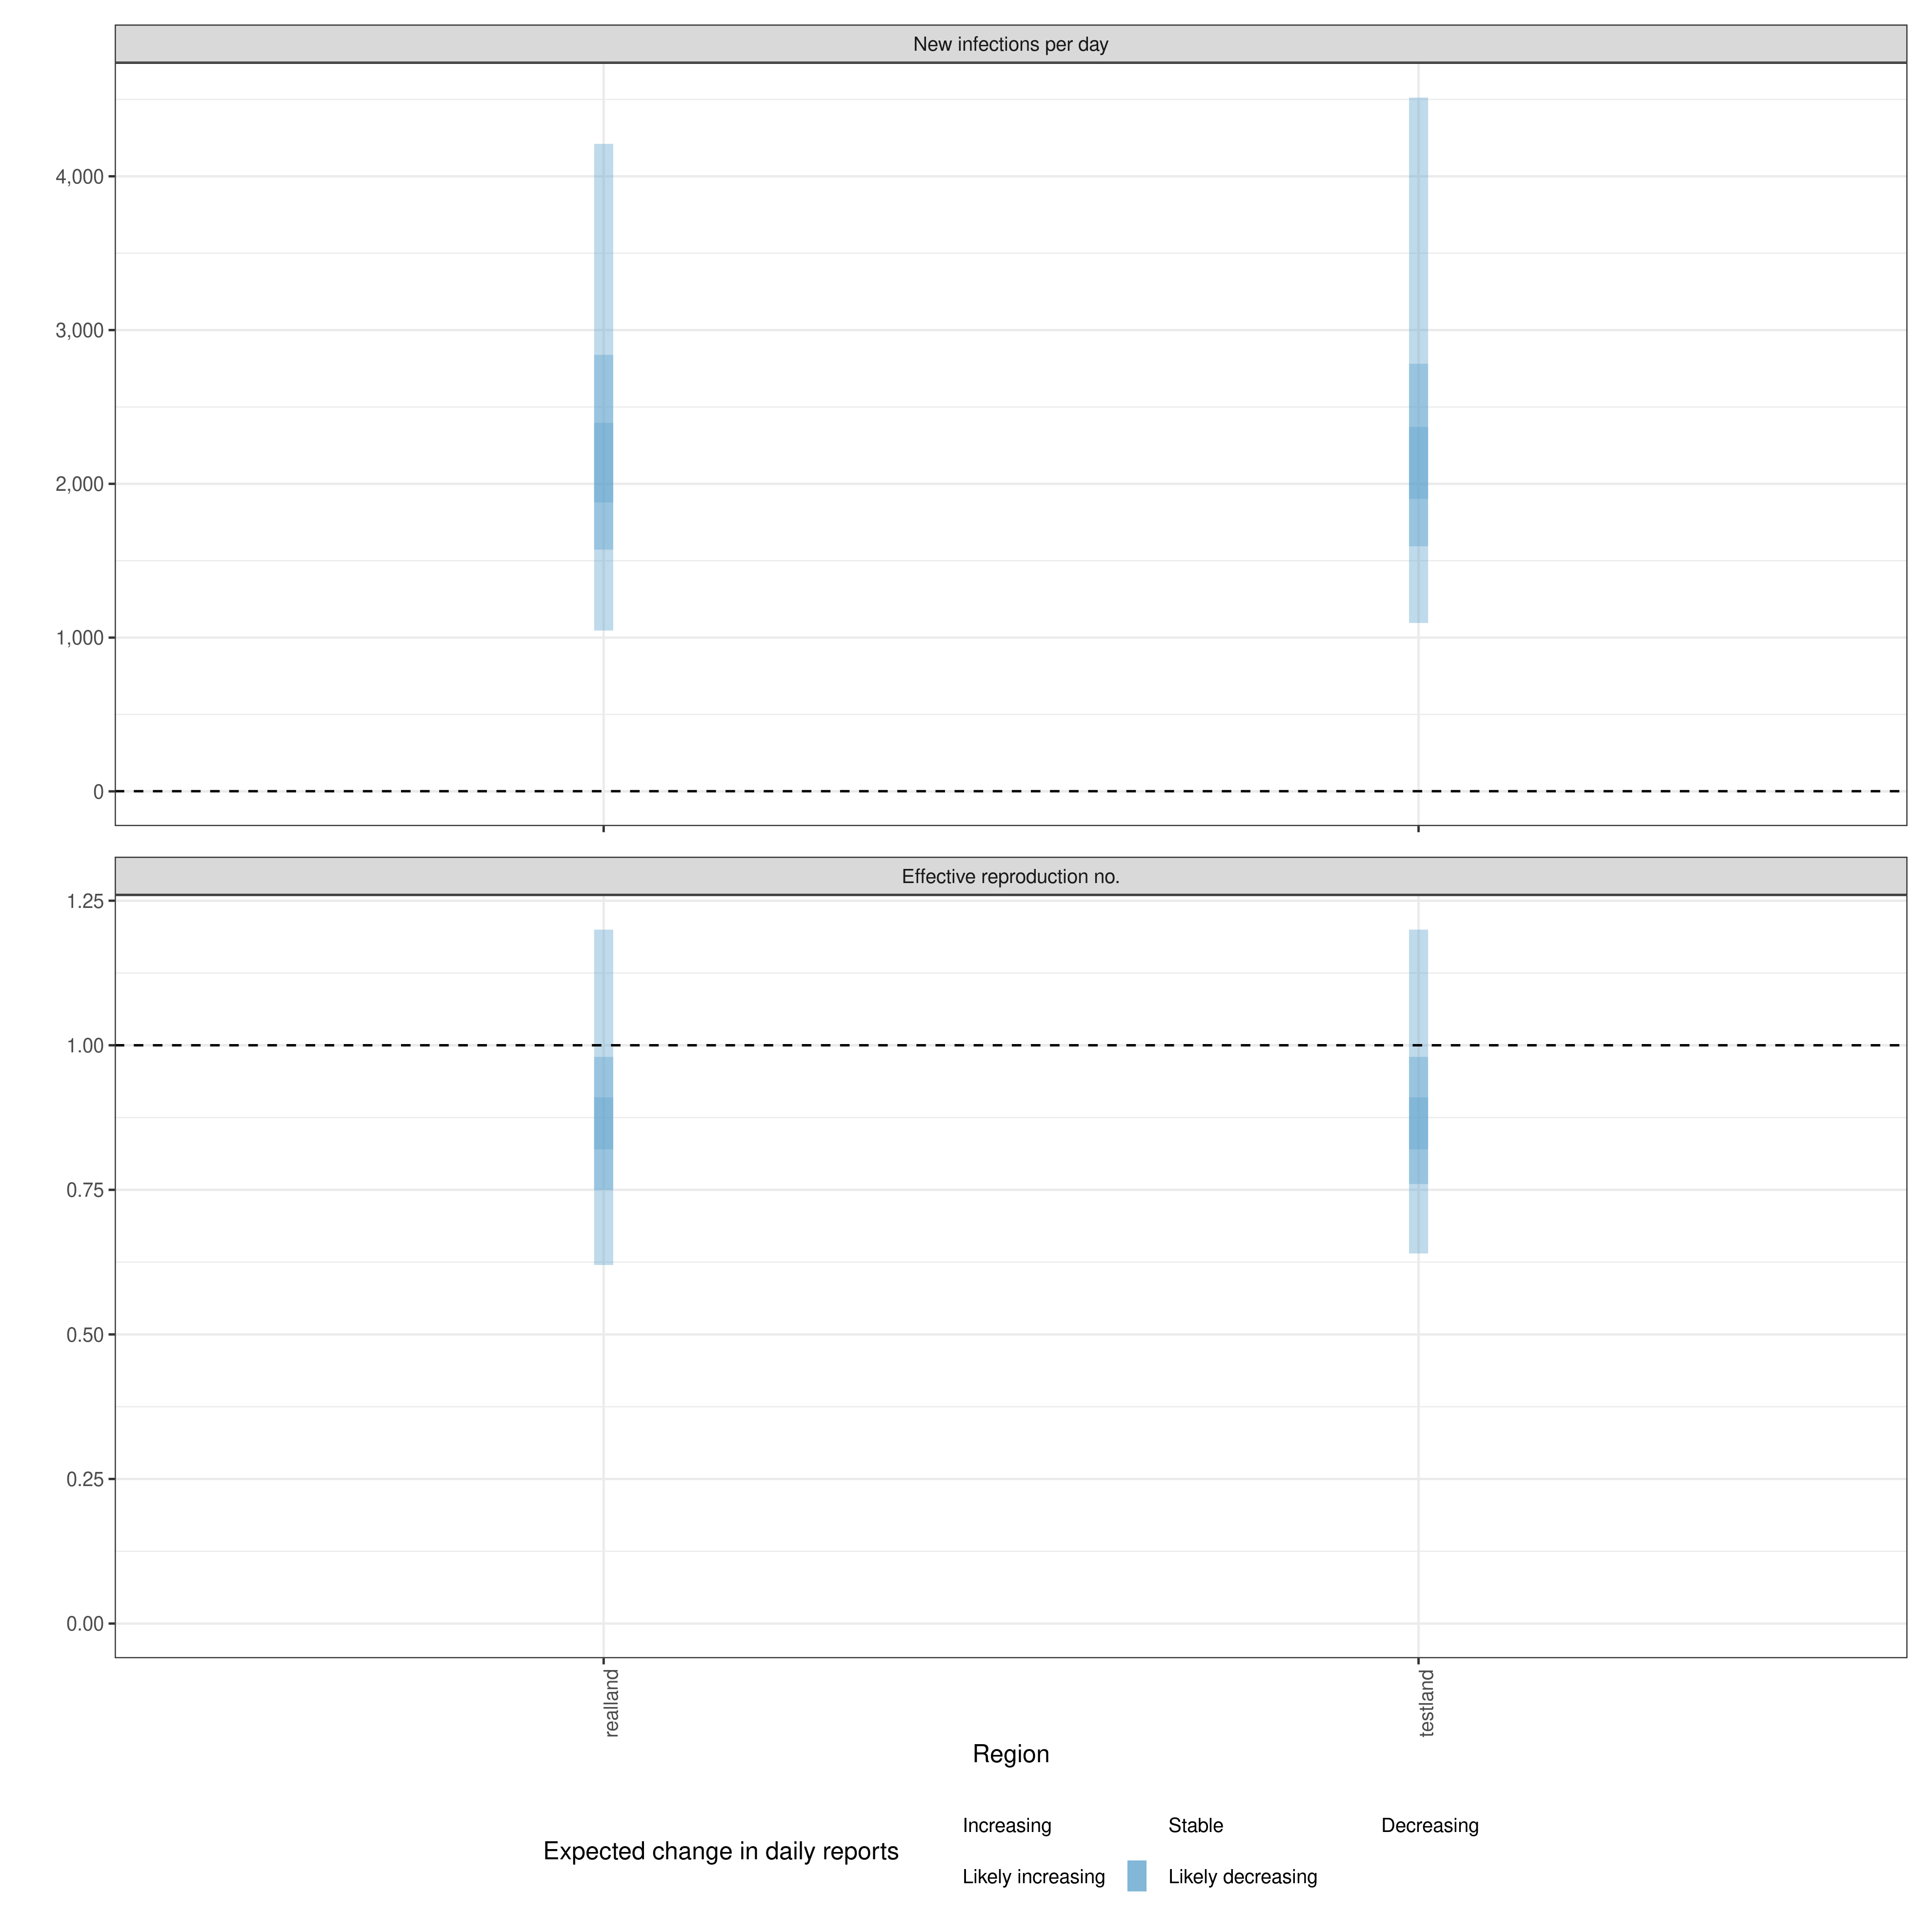 New infections per day
4,000
3,000
2,000
1,000
0
Effective reproduction no.
1.25
1.00
0.75
0.50
0.25
0.00
realland
testland
Region
Expected change in daily reports
Increasing
Stable
Decreasing
Likely increasing
Likely decreasing